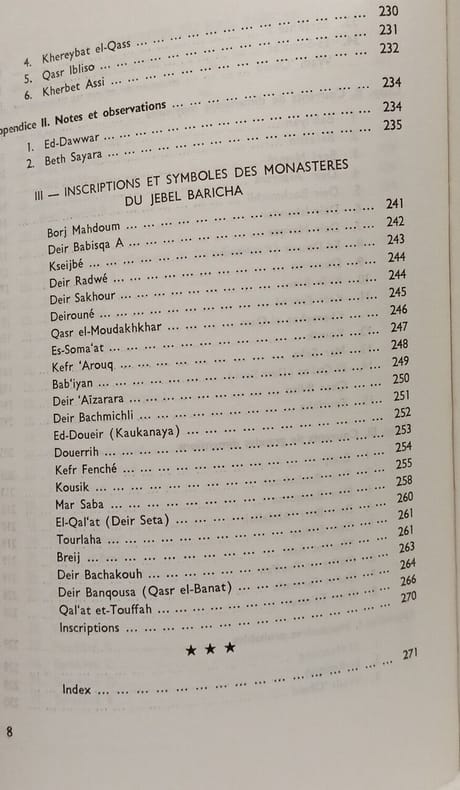 4. Khereybat el-Qass ... ... ... ... ... ... ... ... 230
5. Qasr Ibliso ... ... ... ... ... ... ... ... 231
6. Kherbet Assi ... ... ... ... ... ... ... ... 232
ppendice II. Notes et observations ... ... ... ... ... ... 234
1. Ed-Dawwar ... ... ... ... ... ... ... ... 234
2. Beth Sayara ... ... ... ... ... ... ... ... 235
III — INSCRIPTIONS ET SYMBOLES DES MONASTERES
DU JEBEL BARICHA
Borj Mahdoum ... ... ... ... ... ... ... ... 241
Deir Babisqa A ... ... ... ... ... ... ... ... 242
Kseijbé ... ... ... ... ... ... ... ... 243
Deir Radwé ... ... ... ... ... ... ... ... 244
Deir Sakhour ... ... ... ... ... ... ... ... 244
Deirouné ... ... ... ... ... ... ... ... 245
Qasr el-Moudakhkhar ... ... ... ... ... ... ... 246
Es-Soma'at ... ... ... ... ... ... ... ... 247
Kefr 'Arouq ... ... ... ... ... ... ... ... 248
Bab'iyan ... ... ... ... ... ... ... ... 249
Deir 'Aïzarara ... ... ... ... ... ... ... ... 250
Deir Bachmichli ... ... ... ... ... ... ... ... 251
Ed-Doueir (Kaukanaya) ... ... ... ... ... ... ... 252
Douerrih ... ... ... ... ... ... ... ... 253
Kefr Fenché ... ... ... ... ... ... ... ... 254
Kousik ... ... ... ... ... ... ... ... 255
Mar Saba ... ... ... ... ... ... ... ... 258
El-Qal'at (Deir Seta) ... ... ... ... ... ... ... 260
Tourlaha ... ... ... ... ... ... ... ... 261
Breij ... ... ... ... ... ... ... ... 261
Deir Bachakouh ... ... ... ... ... ... ... ... 263
Deir Banqousa (Qasr el-Banat) ... ... ... ... ... ... 264
Qal'at et-Touffah ... ... ... ... ... ... ... ... 266
Inscriptions ... ... ... ... ... ... ... ... 270
★ ★ ★
Index ... ... ... ... ... ... ... ... 271
8